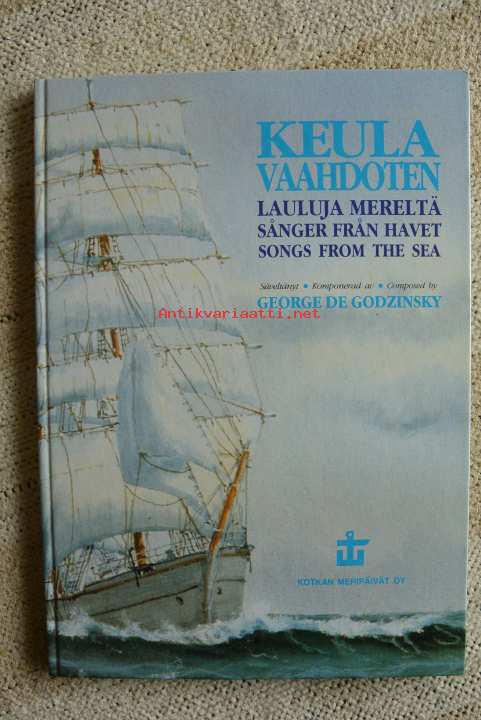 KEULA
VAAHDOTEN
LAULULA MERELTÄ
SÅNGER FRÅN HAVET
SONGS FROM THE SEA
Säveltänyt • Komponerad av • Composed by
GEORGE DE GODZINSKY
Antikvariaatti.net
KOTKAN MERIPÄIVÄT OY